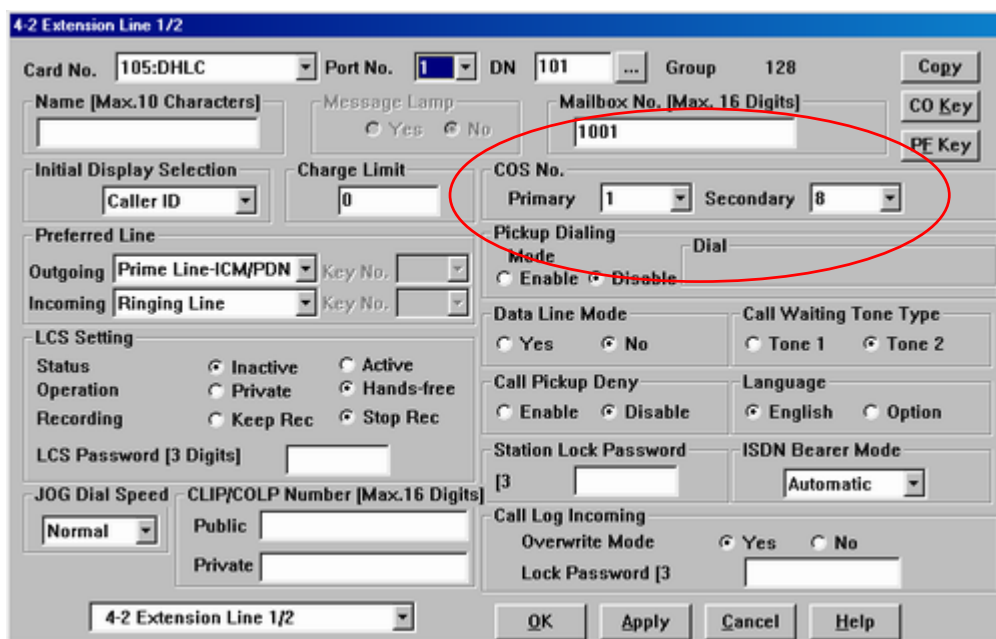 4-2 Extension Line 1/2
Card No. 105:DHLC Port No. 1 DN 101 ... Group 128 Copy
Name [Max.10 Characters] Message Lamp Mailbox No. [Max. 16 Digits] CO Key
Yes No 1001
PF Key
Initial Display Selection Charge Limit COS No.
Caller ID 0 Primary 1 Secondary 8
Preferred Line Pickup Dialing
Mode Dial
Outgoing Prime Line-ICM/PDN Key No. Enable Disable
Incoming Ringing Line Key No.
Data Line Mode Call Waiting Tone Type
LCS Setting Yes No Tone 1 Tone 2
Status Inactive Active
Operation Private Hands-free Call Pickup Deny Language
Recording Keep Rec Stop Rec Enable Disable English Option
LCS Password [3 Digits] Station Lock Password ISDN Bearer Mode
[3 Automatic
JOG Dial Speed CLIP/COLP Number [Max.16 Digits]
Normal Public Call Log Incoming
Overwrite Mode Yes No
Private Lock Password [3
4-2 Extension Line 1/2 OK Apply Cancel Help